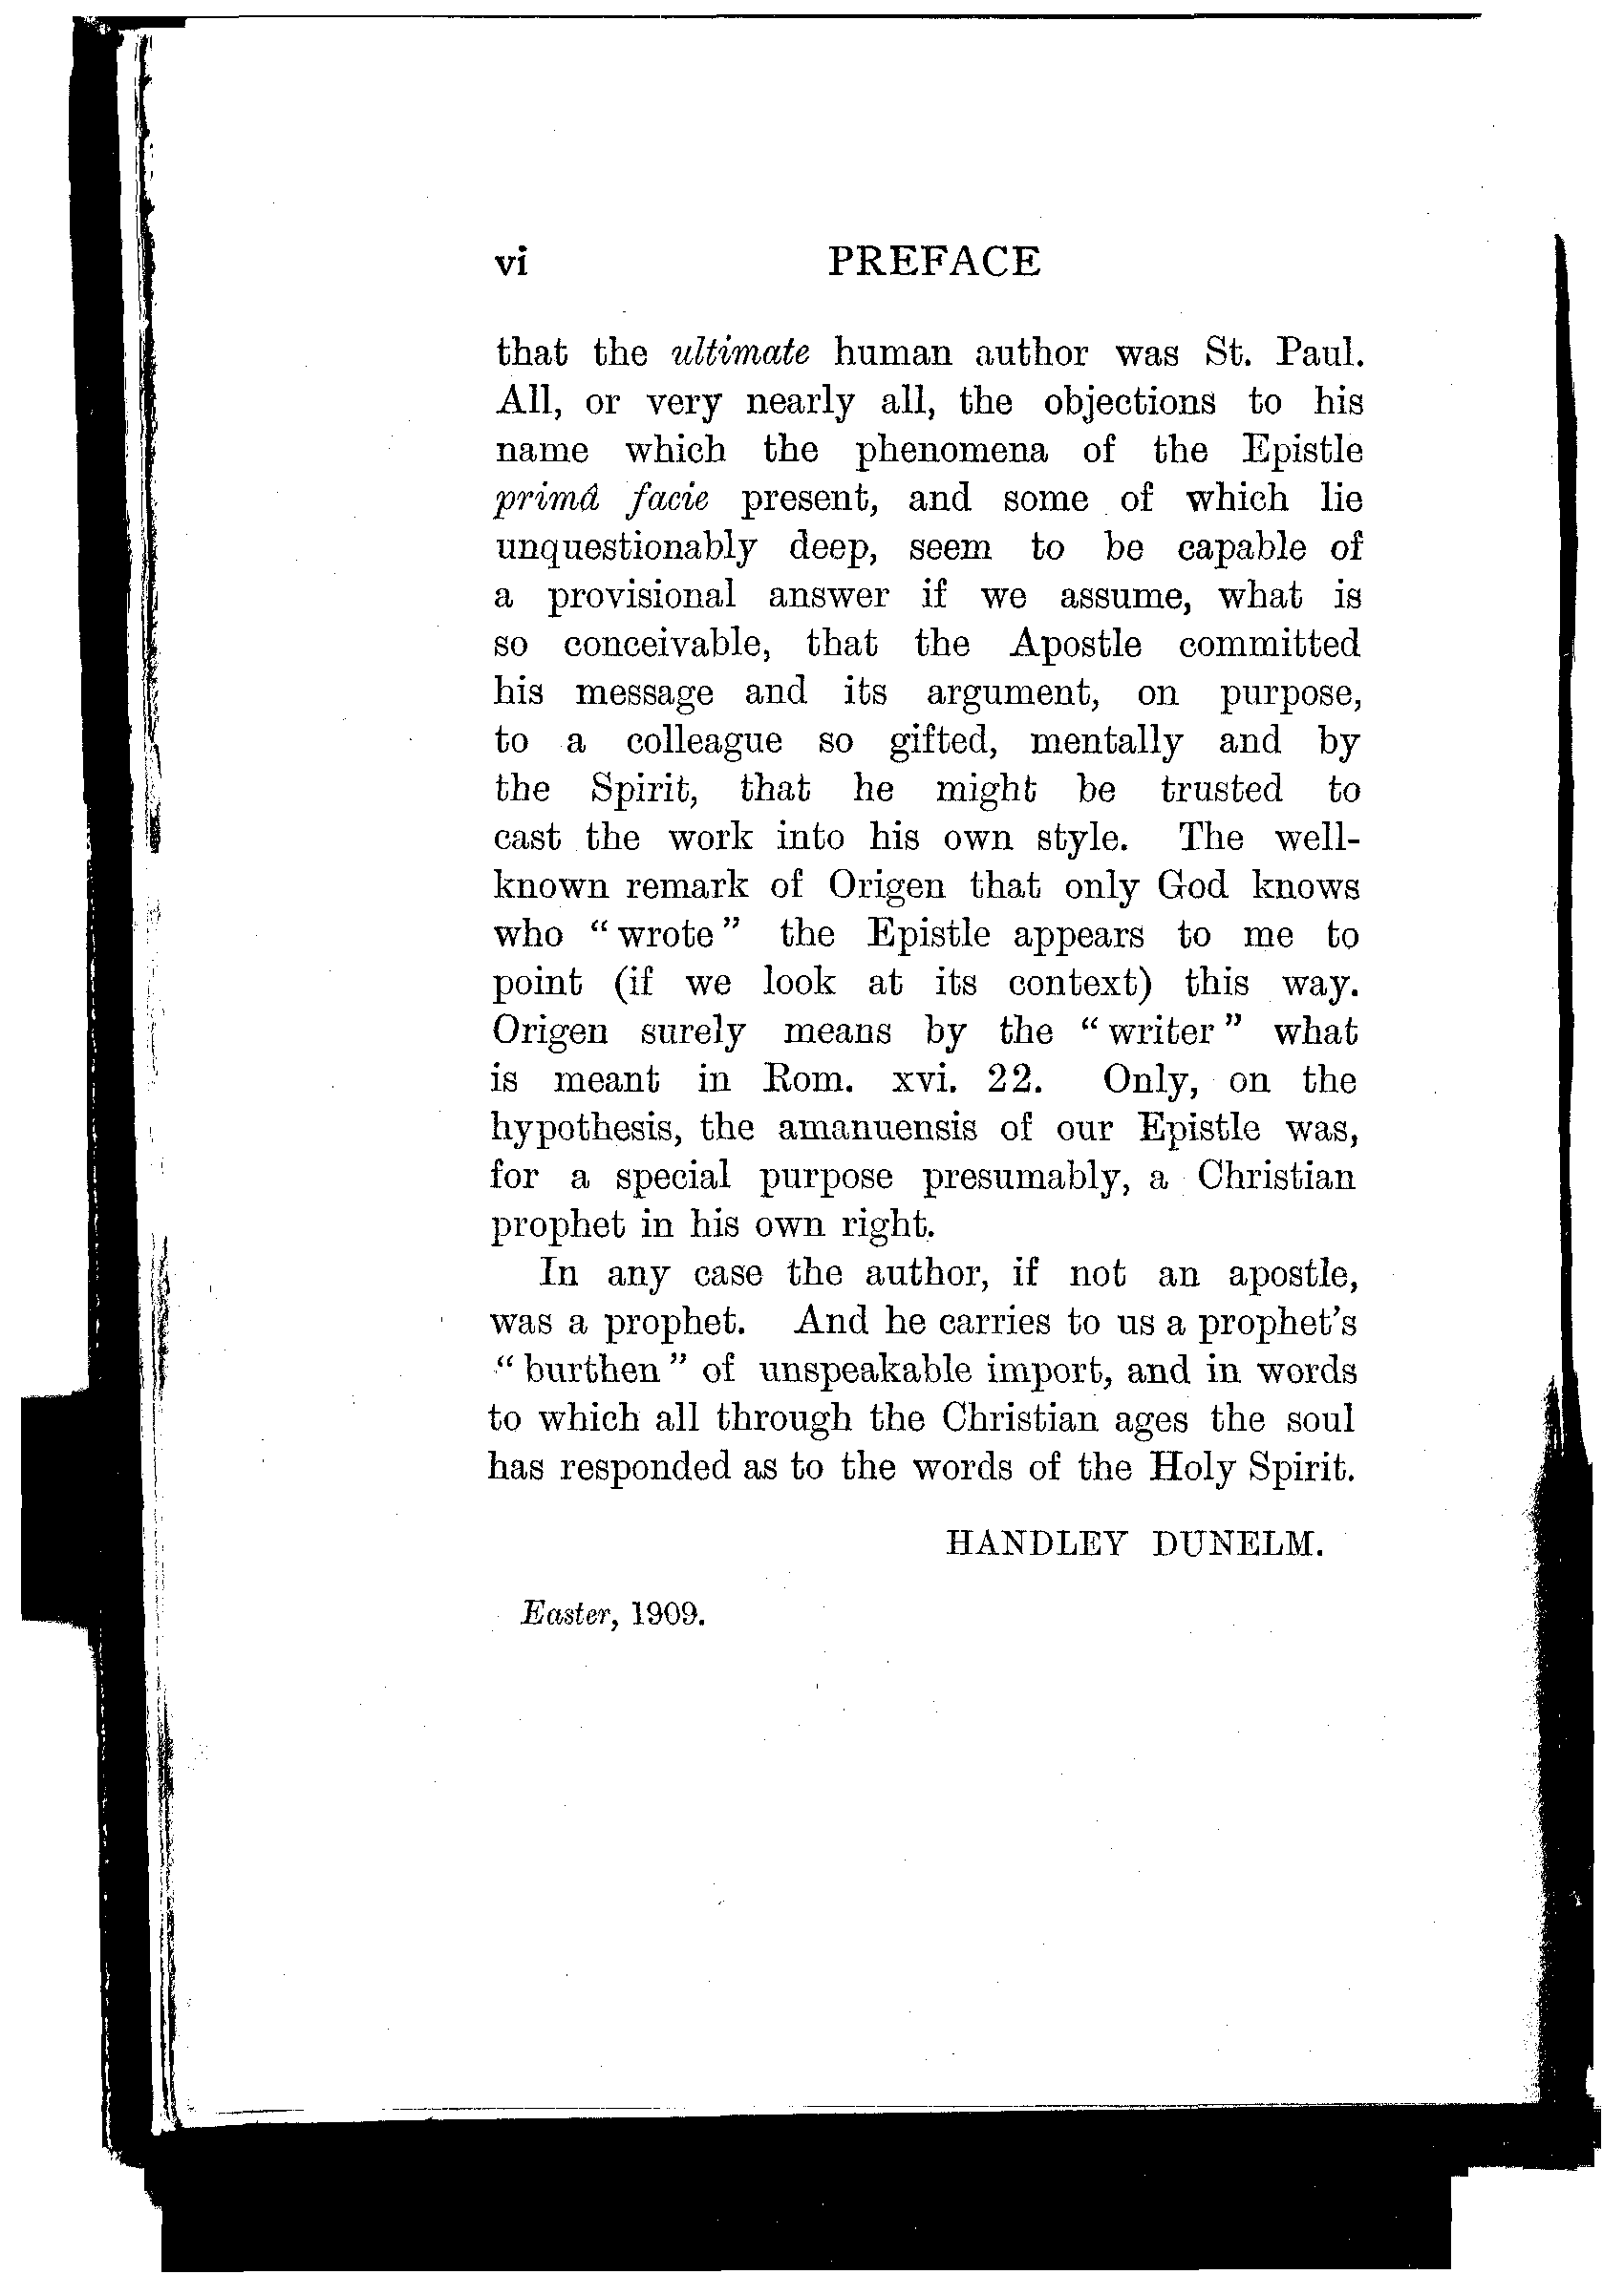 vi PREFACE
that the ultimate human author was St. Paul.
All, or very nearly all, the objections to his
name which the phenomena of the Epistle
primâ facie present, and some of which lie
unquestionably deep, seem to be capable of
a provisional answer if we assume, what is
so conceivable, that the Apostle committed
his message and its argument, on purpose,
to a colleague so gifted, mentally and by
the Spirit, that he might be trusted to
cast the work into his own style. The well-
known remark of Origen that only God knows
who “wrote” the Epistle appears to me to
point (if we look at its context) this way.
Origen surely means by the “writer” what
is meant in Rom. xvi. 22. Only, on the
hypothesis, the amanuensis of our Epistle was,
for a special purpose presumably, a Christian
prophet in his own right.
In any case the author, if not an apostle,
was a prophet. And he carries to us a prophet's
“burthen” of unspeakable import, and in words
to which all through the Christian ages the soul
has responded as to the words of the Holy Spirit.
HANDLEY DUNELM.
Easter, 1909.